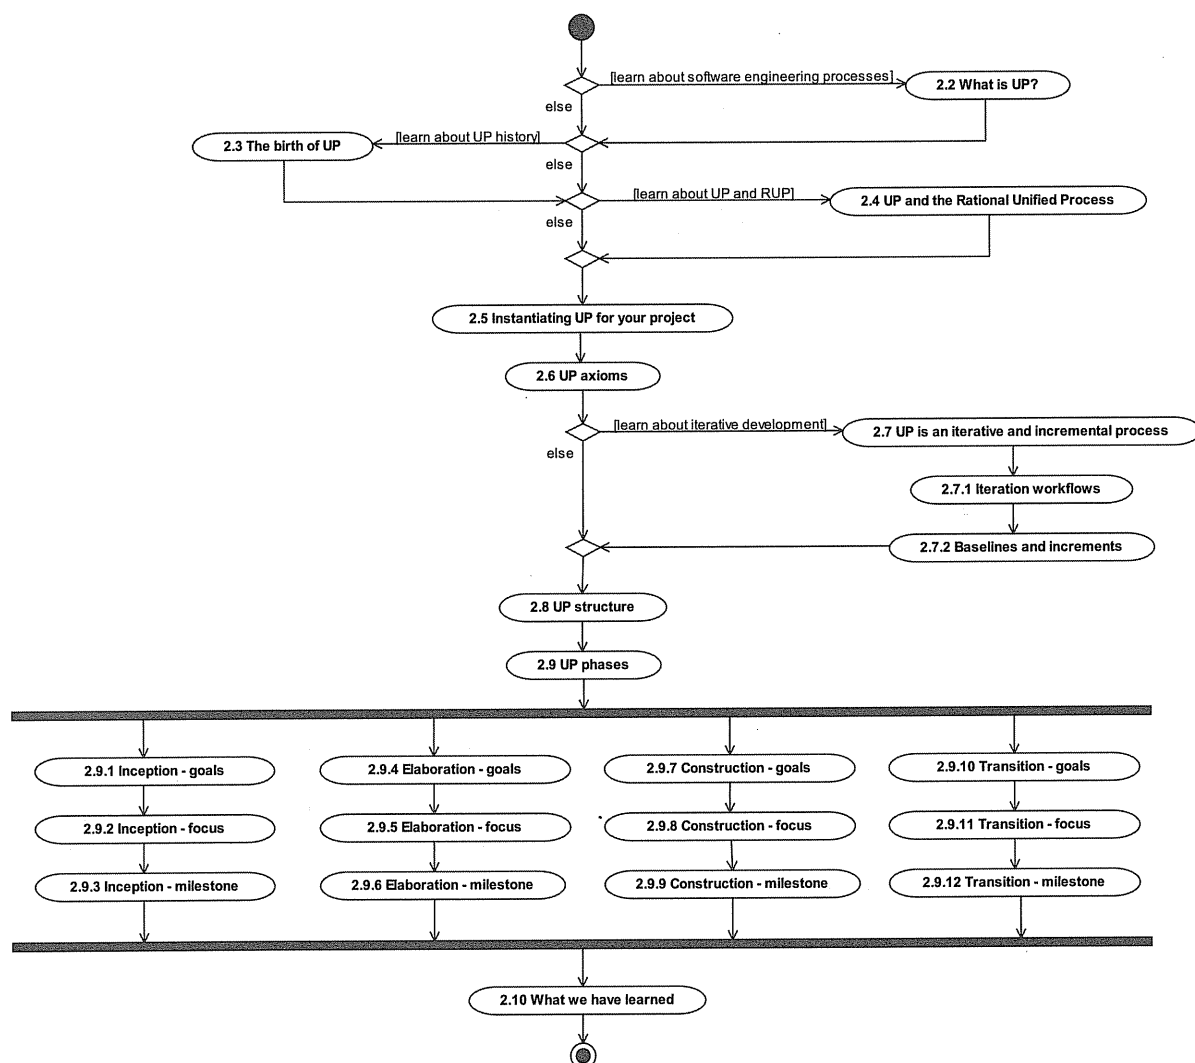 [learn about software engineering processes]
2.2 What is UP?
else
[learn about UP history]
2.3 The birth of UP
else
[learn about UP and RUP]
2.4 UP and the Rational Unified Process
else
2.5 Instantiating UP for your project
2.6 UP axioms
[learn about iterative development]
2.7 UP is an iterative and incremental process
else
2.7.1 Iteration workflows
2.7.2 Baselines and increments
2.8 UP structure
2.9 UP phases
2.9.1 Inception - goals
2.9.4 Elaboration - goals
2.9.7 Construction - goals
2.9.10 Transition - goals
2.9.2 Inception - focus
2.9.5 Elaboration - focus
2.9.8 Construction - focus
2.9.11 Transition - focus
2.9.3 Inception - milestone
2.9.6 Elaboration - milestone
2.9.9 Construction - milestone
2.9.12 Transition - milestone
2.10 What we have learned